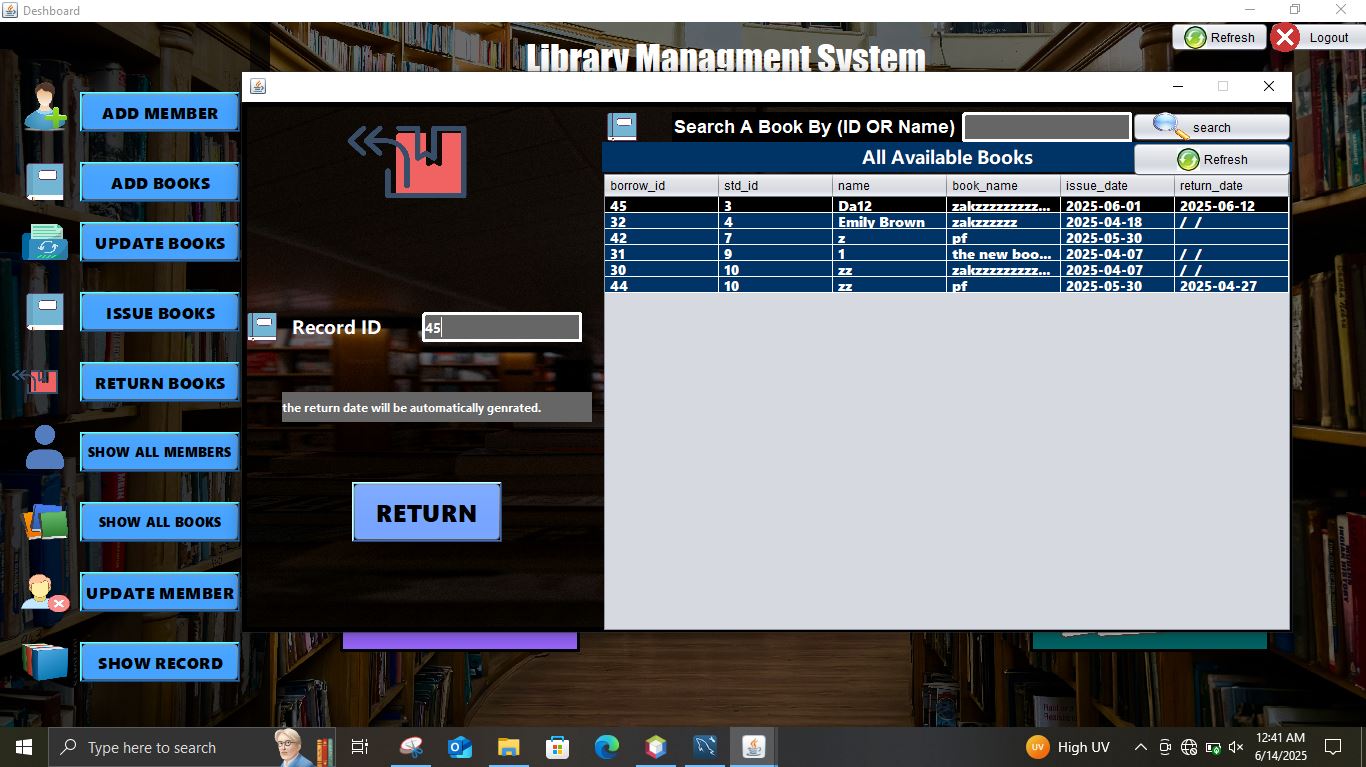 Deshboard
Refresh
Logout
Library Managment System
ADD MEMBER
ADD BOOKS
UPDATE BOOKS
ISSUE BOOKS
RETURN BOOKS
SHOW ALL MEMBERS
SHOW ALL BOOKS
UPDATE MEMBER
SHOW RECORD
Record ID 45
the return date will be automatically genrated.
RETURN
Search A Book By (ID OR Name) search
All Available Books Refresh
borrow_id std_id name book_name issue_date return_date
45 3 Da12 zakzzzzzzzzz... 2025-06-01 2025-06-12
32 4 Emily Brown zakzzzzzz 2025-04-18 / /
42 7 z pf 2025-05-30
31 9 1 the new boo... 2025-04-07 / /
30 10 zz zakzzzzzzzzz... 2025-04-07 / /
44 10 zz pf 2025-05-30 2025-04-27
Type here to search
UV High UV
12:41 AM
6/14/2025